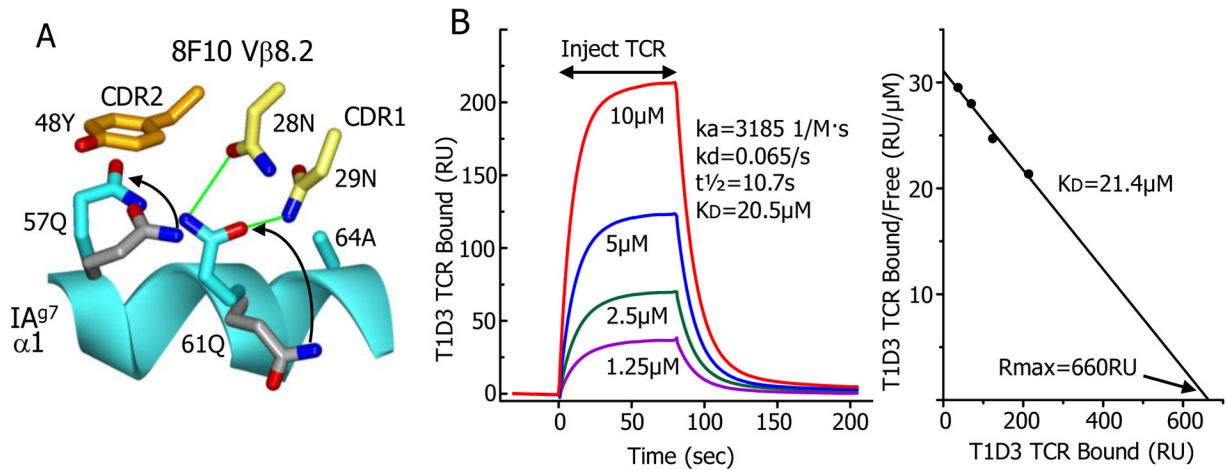 A
8F10 Vβ8.2
CDR2
48Y
28N
CDR1
29N
57Q
64A
IAg7
α1
61Q
B
Inject TCR
10μM
5μM
2.5μM
1.25μM
ka=3185 1/M·s
kd=0.065/s
t½=10.7s
KD=20.5μM
T1D3 TCR Bound (RU)
200
150
100
50
0
0
50
100
150
200
Time (sec)
T1D3 TCR Bound/Free (RU/μM)
30
20
10
0
KD=21.4μM
Rmax=660RU
0
200
400
600
T1D3 TCR Bound (RU)